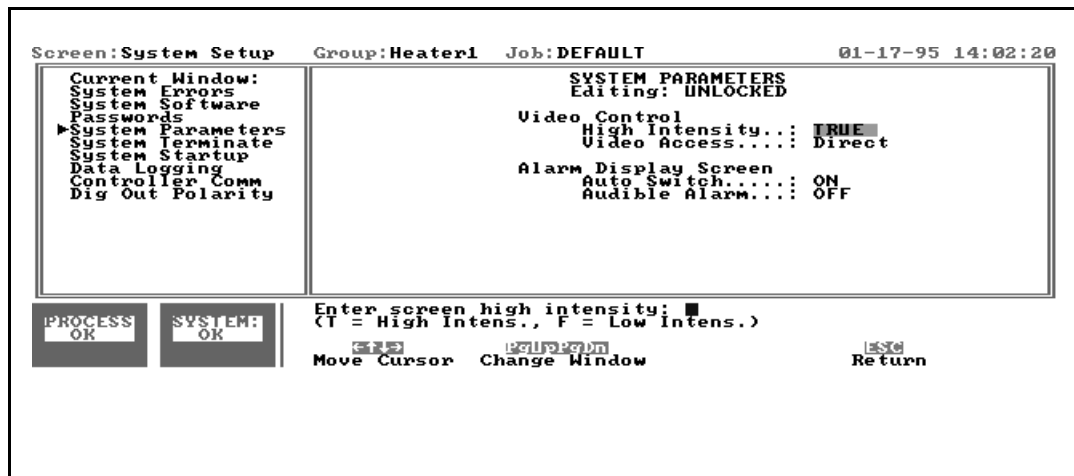 Screen:System Setup Group:Heater1 Job:DEFAULT 01-17-95 14:02:20
Current Window:
System Errors
System Software
Passwords
►System Parameters
System Terminate
System Startup
Data Logging
Controller Comm
Dig Out Polarity
SYSTEM PARAMETERS
Editing: UNLOCKED
Video Control
High Intensity..: TRUE
Video Access....: Direct
Alarm Display Screen
Auto Switch.....: ON
Audible Alarm...: OFF
PROCESS
OK
SYSTEM:
OK
Enter screen high intensity:
(T = High Intens., F = Low Intens.)
←↑↓→ PgUpPgDn ESC
Move Cursor Change Window Return